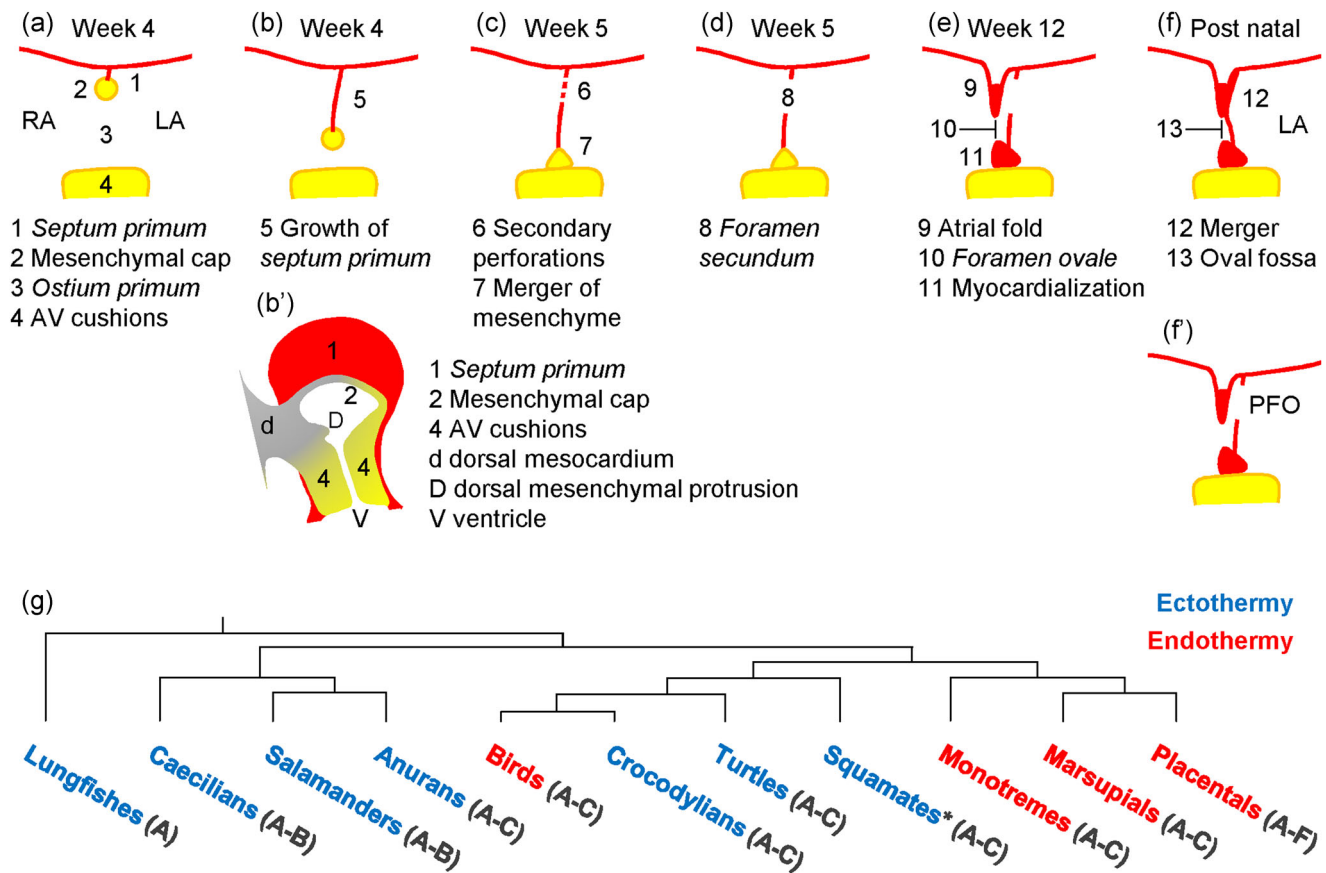 (a) Week 4
2 1
RA LA
3
4
1 Septum primum
2 Mesenchymal cap
3 Ostium primum
4 AV cushions
(b) Week 4
5
5 Growth of
septum primum
(c) Week 5
6
7
6 Secondary
perforations
7 Merger of
mesenchyme
(d) Week 5
8
8 Foramen
secundum
(e) Week 12
9
10
11
9 Atrial fold
10 Foramen ovale
11 Myocardialization
(f) Post natal
12
13 LA
12 Merger
13 Oval fossa
(b')
1
2
d D
4 4
V
1 Septum primum
2 Mesenchymal cap
4 AV cushions
d dorsal mesocardium
D dorsal mesenchymal protrusion
V ventricle
(f')
PFO
(g)
Ectothermy
Endothermy
Lungfishes (A)
Caecilians (A-B)
Salamanders (A-B)
Anurans (A-C)
Birds (A-C)
Crocodylians (A-C)
Turtles (A-C)
Squamates* (A-C)
Monotremes (A-C)
Marsupials (A-C)
Placentals (A-F)